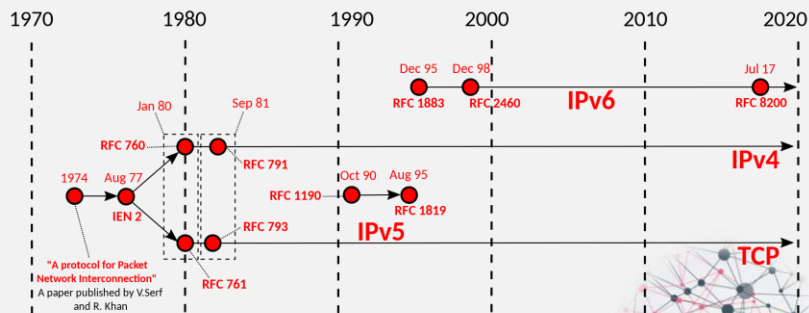 1970 1980 1990 2000 2010 2020
Dec 95 Dec 98 Jul 17
RFC 1883 RFC 2460 IPv6 RFC 8200
Jan 80 Sep 81
RFC 760 RFC 791 IPv4
1974 Aug 77 Oct 90 Aug 95
IEN 2 RFC 1190 RFC 1819
RFC 793 IPv5
TCP
RFC 761
"A protocol for Packet
Network Interconnection"
A paper published by V.Serf
and R. Khan